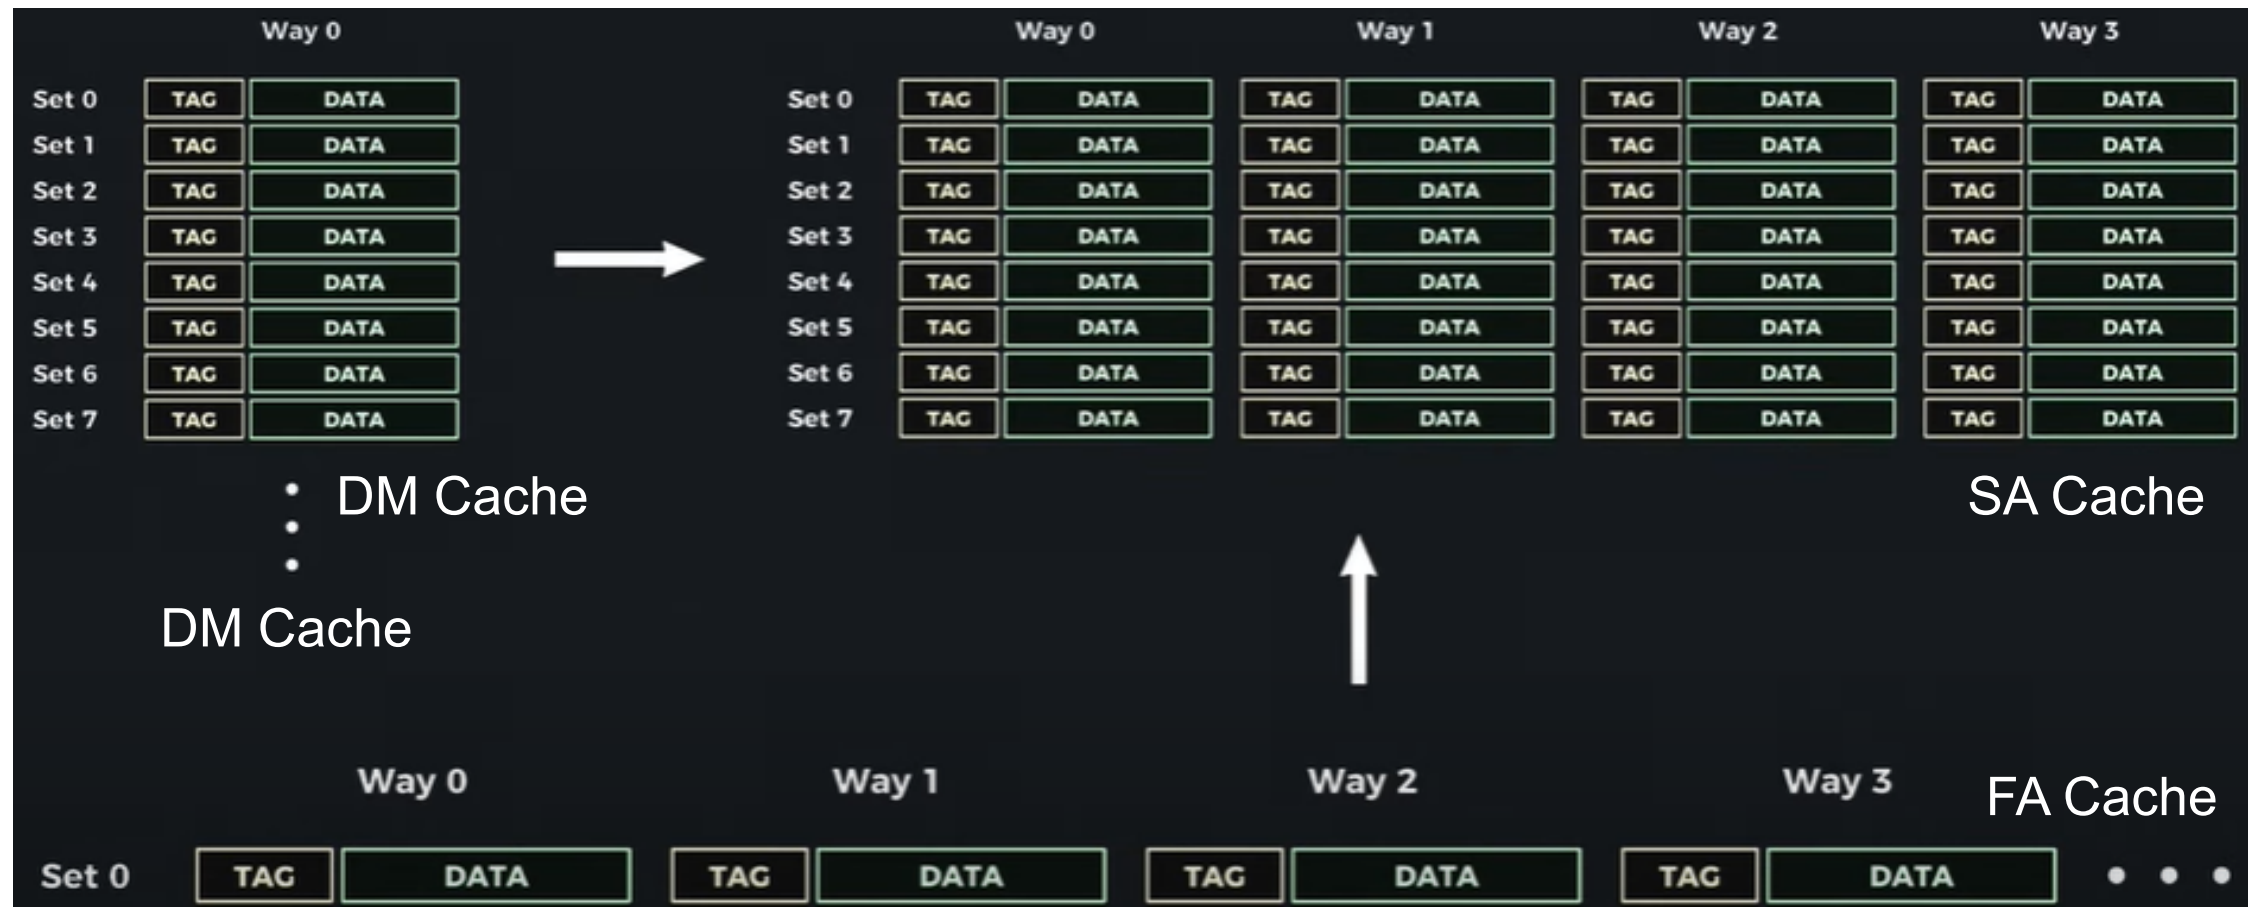 Way 0 Way 0 Way 1 Way 2 Way 3
Set 0 TAG DATA Set 0 TAG DATA TAG DATA TAG DATA TAG DATA
Set 1 TAG DATA Set 1 TAG DATA TAG DATA TAG DATA TAG DATA
Set 2 TAG DATA Set 2 TAG DATA TAG DATA TAG DATA TAG DATA
Set 3 TAG DATA Set 3 TAG DATA TAG DATA TAG DATA TAG DATA
Set 4 TAG DATA Set 4 TAG DATA TAG DATA TAG DATA TAG DATA
Set 5 TAG DATA Set 5 TAG DATA TAG DATA TAG DATA TAG DATA
Set 6 TAG DATA Set 6 TAG DATA TAG DATA TAG DATA TAG DATA
Set 7 TAG DATA Set 7 TAG DATA TAG DATA TAG DATA TAG DATA
DM Cache SA Cache
DM Cache
Way 0 Way 1 Way 2 Way 3 FA Cache
Set 0 TAG DATA TAG DATA TAG DATA TAG DATA